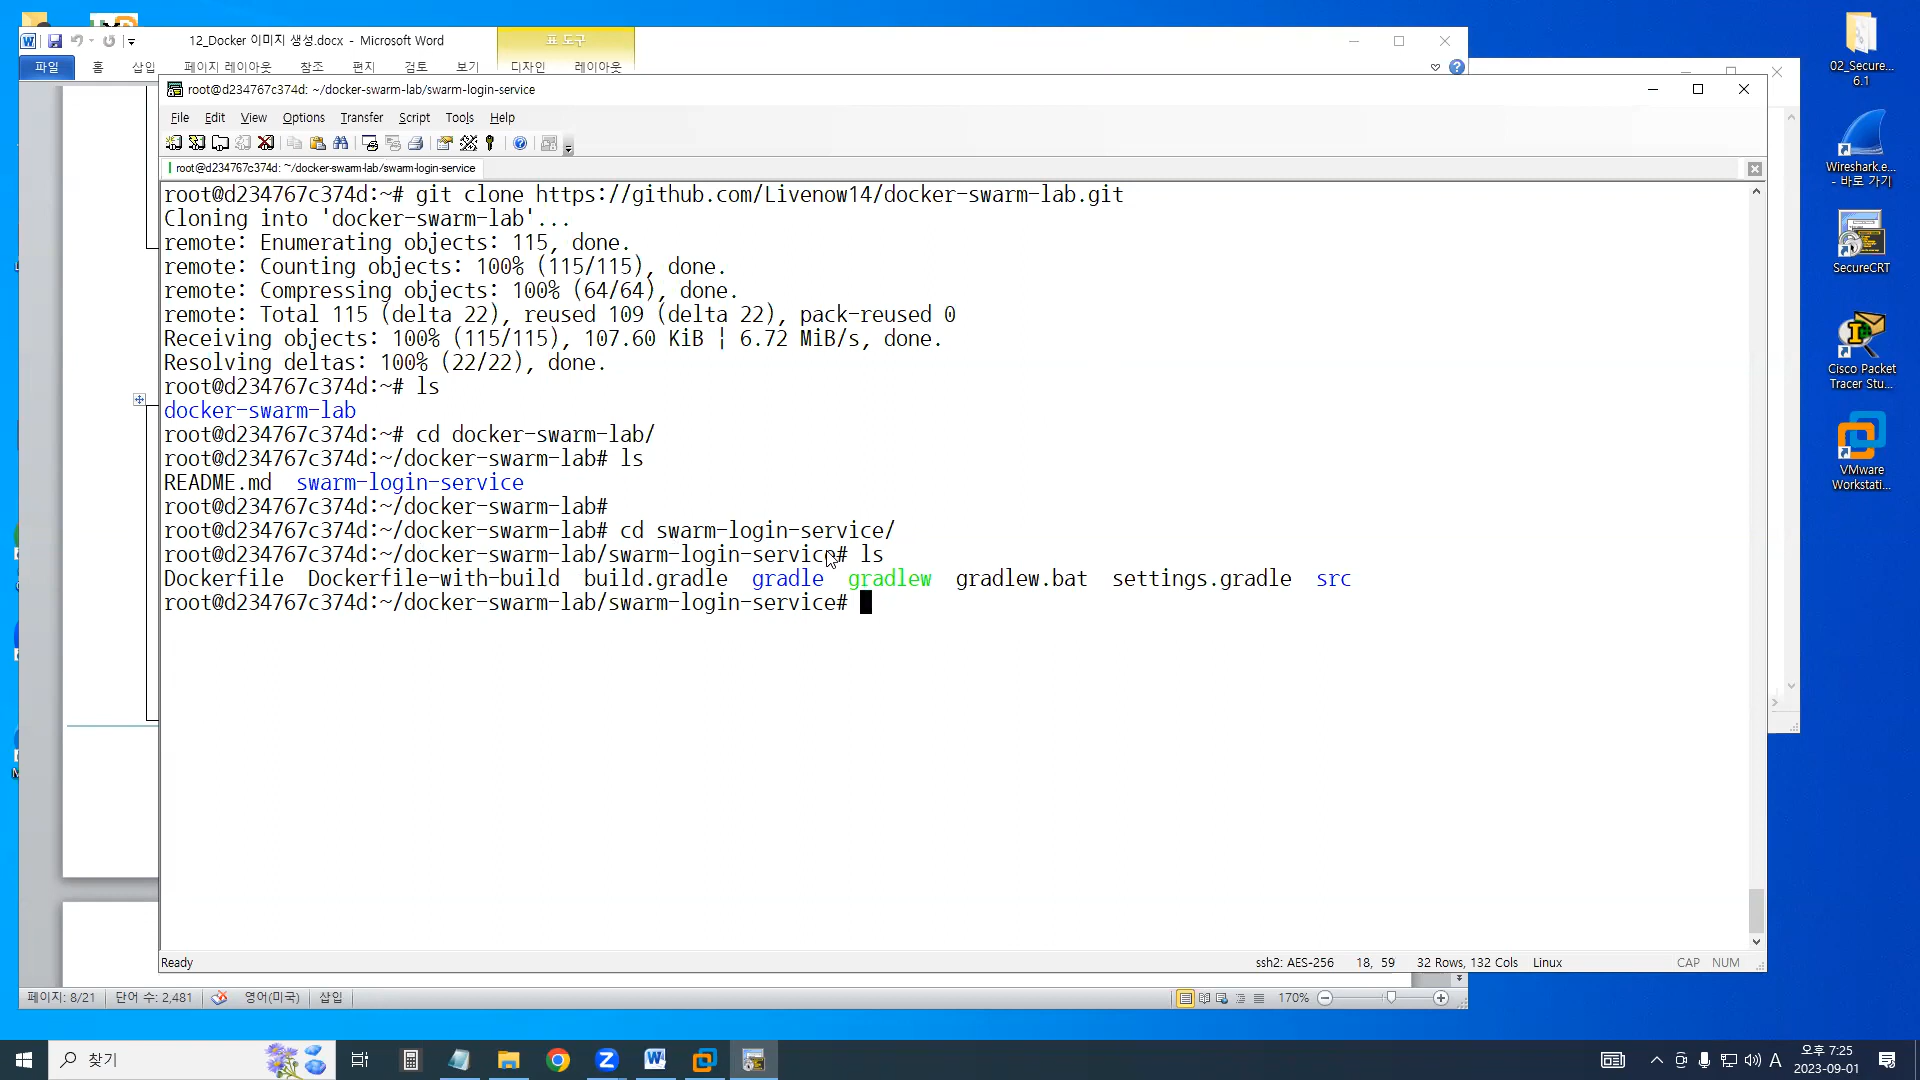 12_Docker 이미지 생성.docx - Microsoft Word
표 도구
파일 홈 삽입 페이지 레이아웃 참조 편지 검토 보기 디자인 레이아웃
root@d234767c374d: ~/docker-swarm-lab/swarm-login-service
File Edit View Options Transfer Script Tools Help
root@d234767c374d: ~/docker-swarm-lab/swarm-login-service
root@d234767c374d:~# git clone https://github.com/Livenow14/docker-swarm-lab.git
Cloning into 'docker-swarm-lab'...
remote: Enumerating objects: 115, done.
remote: Counting objects: 100% (115/115), done.
remote: Compressing objects: 100% (64/64), done.
remote: Total 115 (delta 22), reused 109 (delta 22), pack-reused 0
Receiving objects: 100% (115/115), 107.60 KiB ¦ 6.72 MiB/s, done.
Resolving deltas: 100% (22/22), done.
root@d234767c374d:~# ls
docker-swarm-lab
root@d234767c374d:~# cd docker-swarm-lab/
root@d234767c374d:~/docker-swarm-lab# ls
README.md swarm-login-service
root@d234767c374d:~/docker-swarm-lab#
root@d234767c374d:~/docker-swarm-lab# cd swarm-login-service/
root@d234767c374d:~/docker-swarm-lab/swarm-login-service# ls
Dockerfile Dockerfile-with-build build.gradle gradle gradlew gradlew.bat settings.gradle src
root@d234767c374d:~/docker-swarm-lab/swarm-login-service#
Ready
ssh2: AES-256 18, 59 32 Rows, 132 Cols Linux CAP NUM
페이지: 8/21 단어 수: 2,481 영어(미국) 삽입 170%
02_Secure...
6.1
Wireshark.e...
- 바로 가기
SecureCRT
Cisco Packet
Tracer Stu...
VMware
Workstati...
찾기
A
오후 7:25
2023-09-01